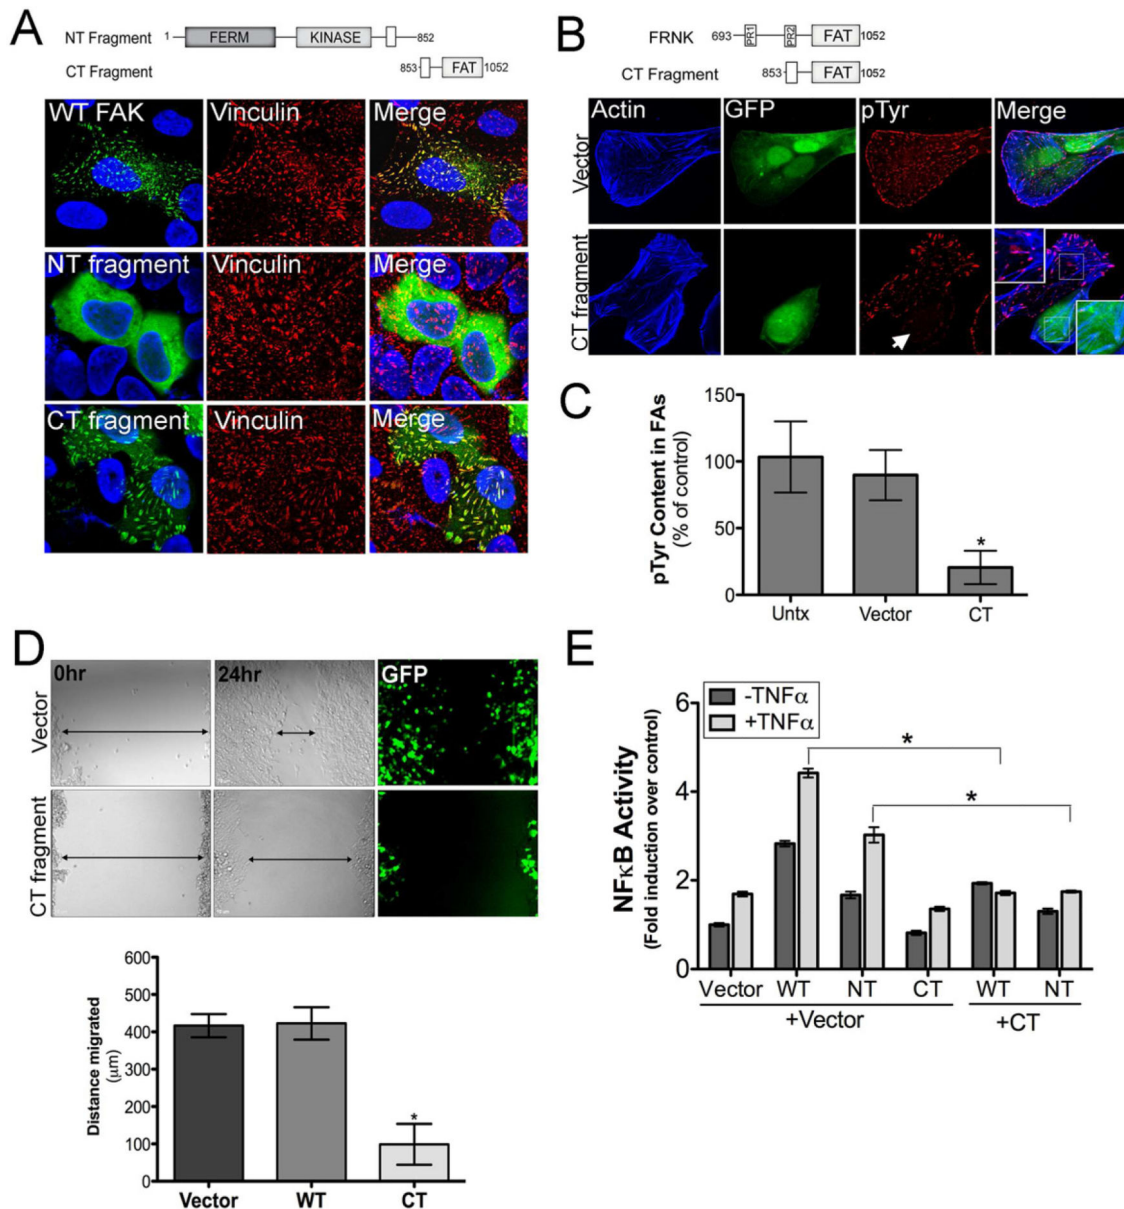 A
NT Fragment 1 FERM KINASE 852
CT Fragment 853 FAT 1052
WT FAK Vinculin Merge
NT fragment Vinculin Merge
CT fragment Vinculin Merge
B
FRNK 693 PR1 PR2 FAT 1052
CT Fragment 853 FAT 1052
Actin GFP pTyr Merge
Vector
CT fragment
C
pTyr Content in FAs
(% of control)
150
100
50
0
*
Untx Vector CT
D
0hr 24hr GFP
Vector
CT fragment
Distance migrated
(μm)
600
500
400
300
200
100
0
*
Vector WT CT
E
-TNFα
+TNFα
NFκB Activity
(Fold induction over control)
6
4
2
0
*
*
Vector WT NT CT WT NT
+Vector +CT